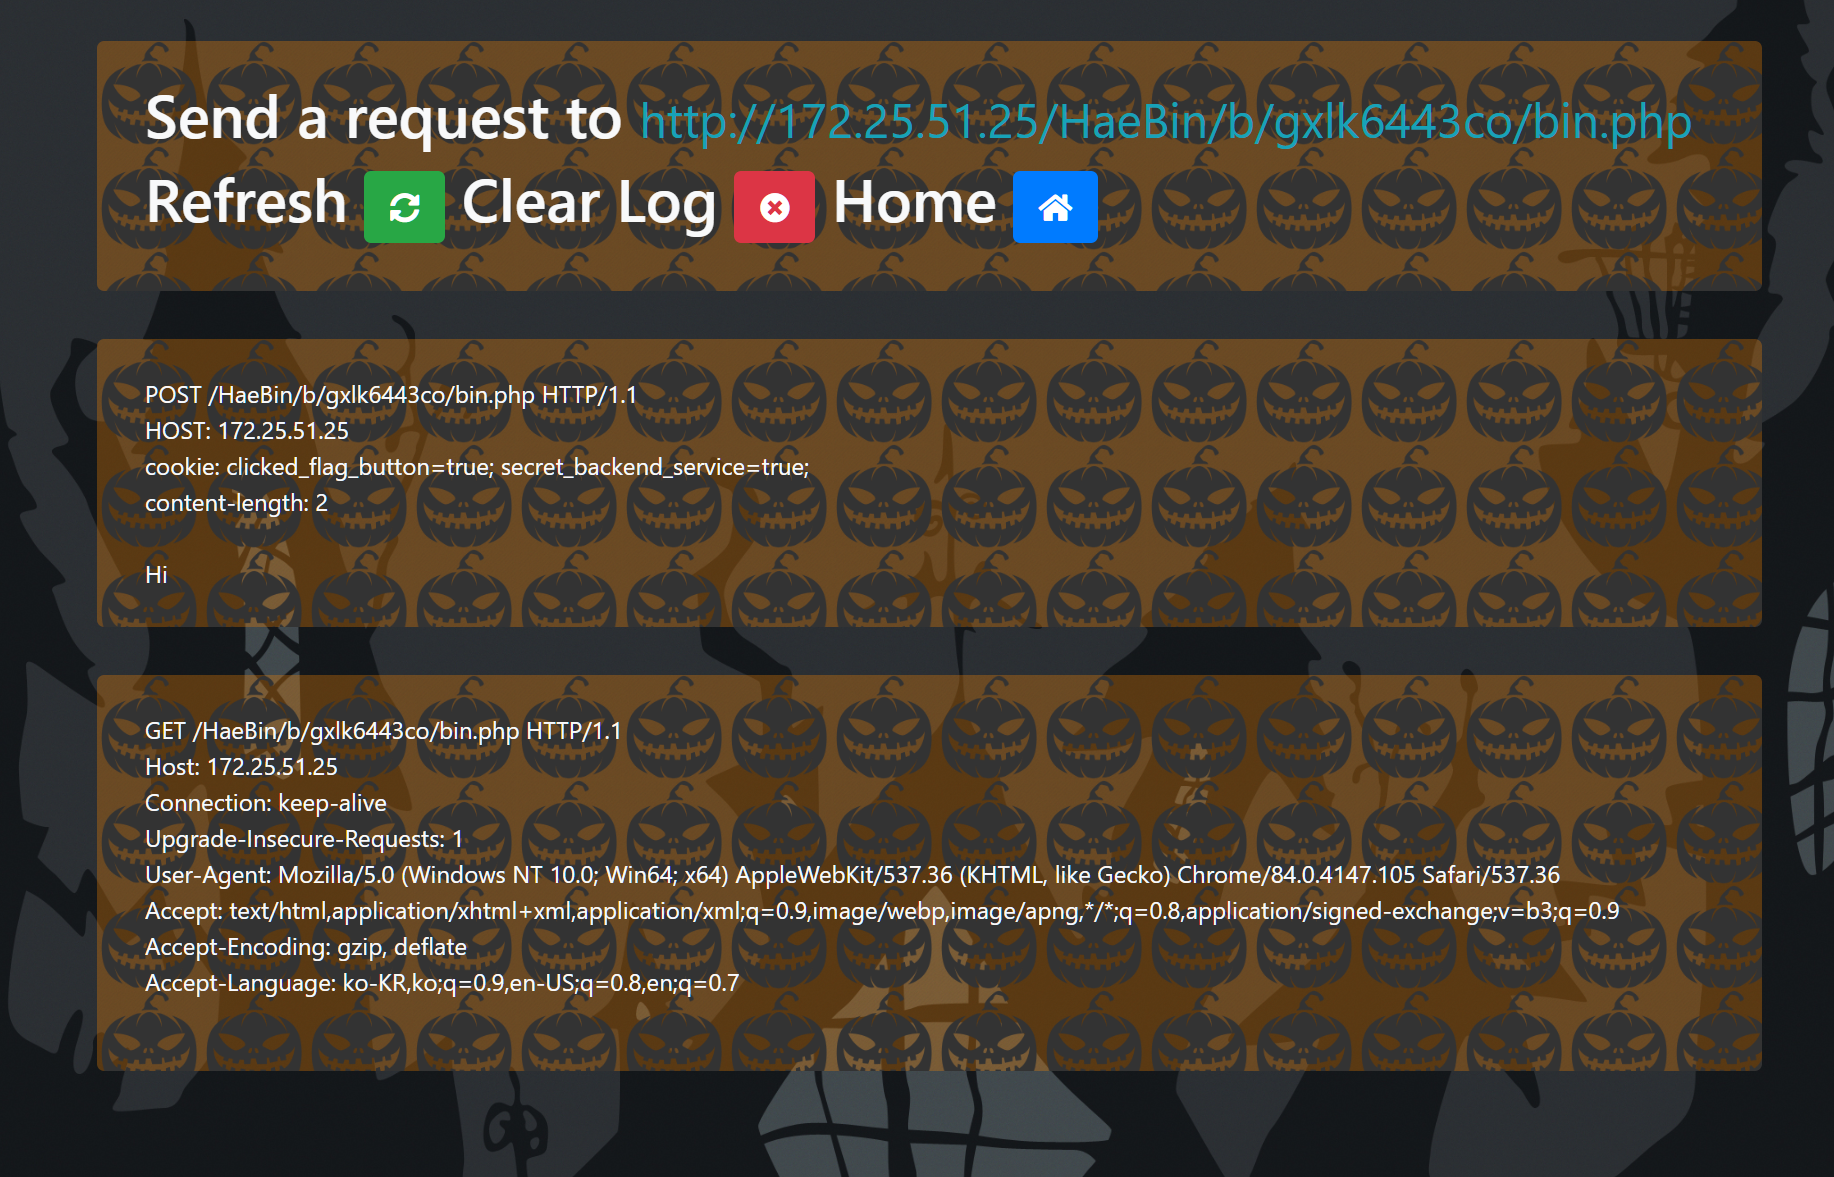 Send a request to http://172.25.51.25/HaeBin/b/gxlk6443co/bin.php
Refresh Clear Log Home
POST /HaeBin/b/gxlk6443co/bin.php HTTP/1.1
HOST: 172.25.51.25
cookie: clicked_flag_button=true; secret_backend_service=true;
content-length: 2
Hi
GET /HaeBin/b/gxlk6443co/bin.php HTTP/1.1
Host: 172.25.51.25
Connection: keep-alive
Upgrade-Insecure-Requests: 1
User-Agent: Mozilla/5.0 (Windows NT 10.0; Win64; x64) AppleWebKit/537.36 (KHTML, like Gecko) Chrome/84.0.4147.105 Safari/537.36
Accept: text/html,application/xhtml+xml,application/xml;q=0.9,image/webp,image/apng,*/*;q=0.8,application/signed-exchange;v=b3;q=0.9
Accept-Encoding: gzip, deflate
Accept-Language: ko-KR,ko;q=0.9,en-US;q=0.8,en;q=0.7